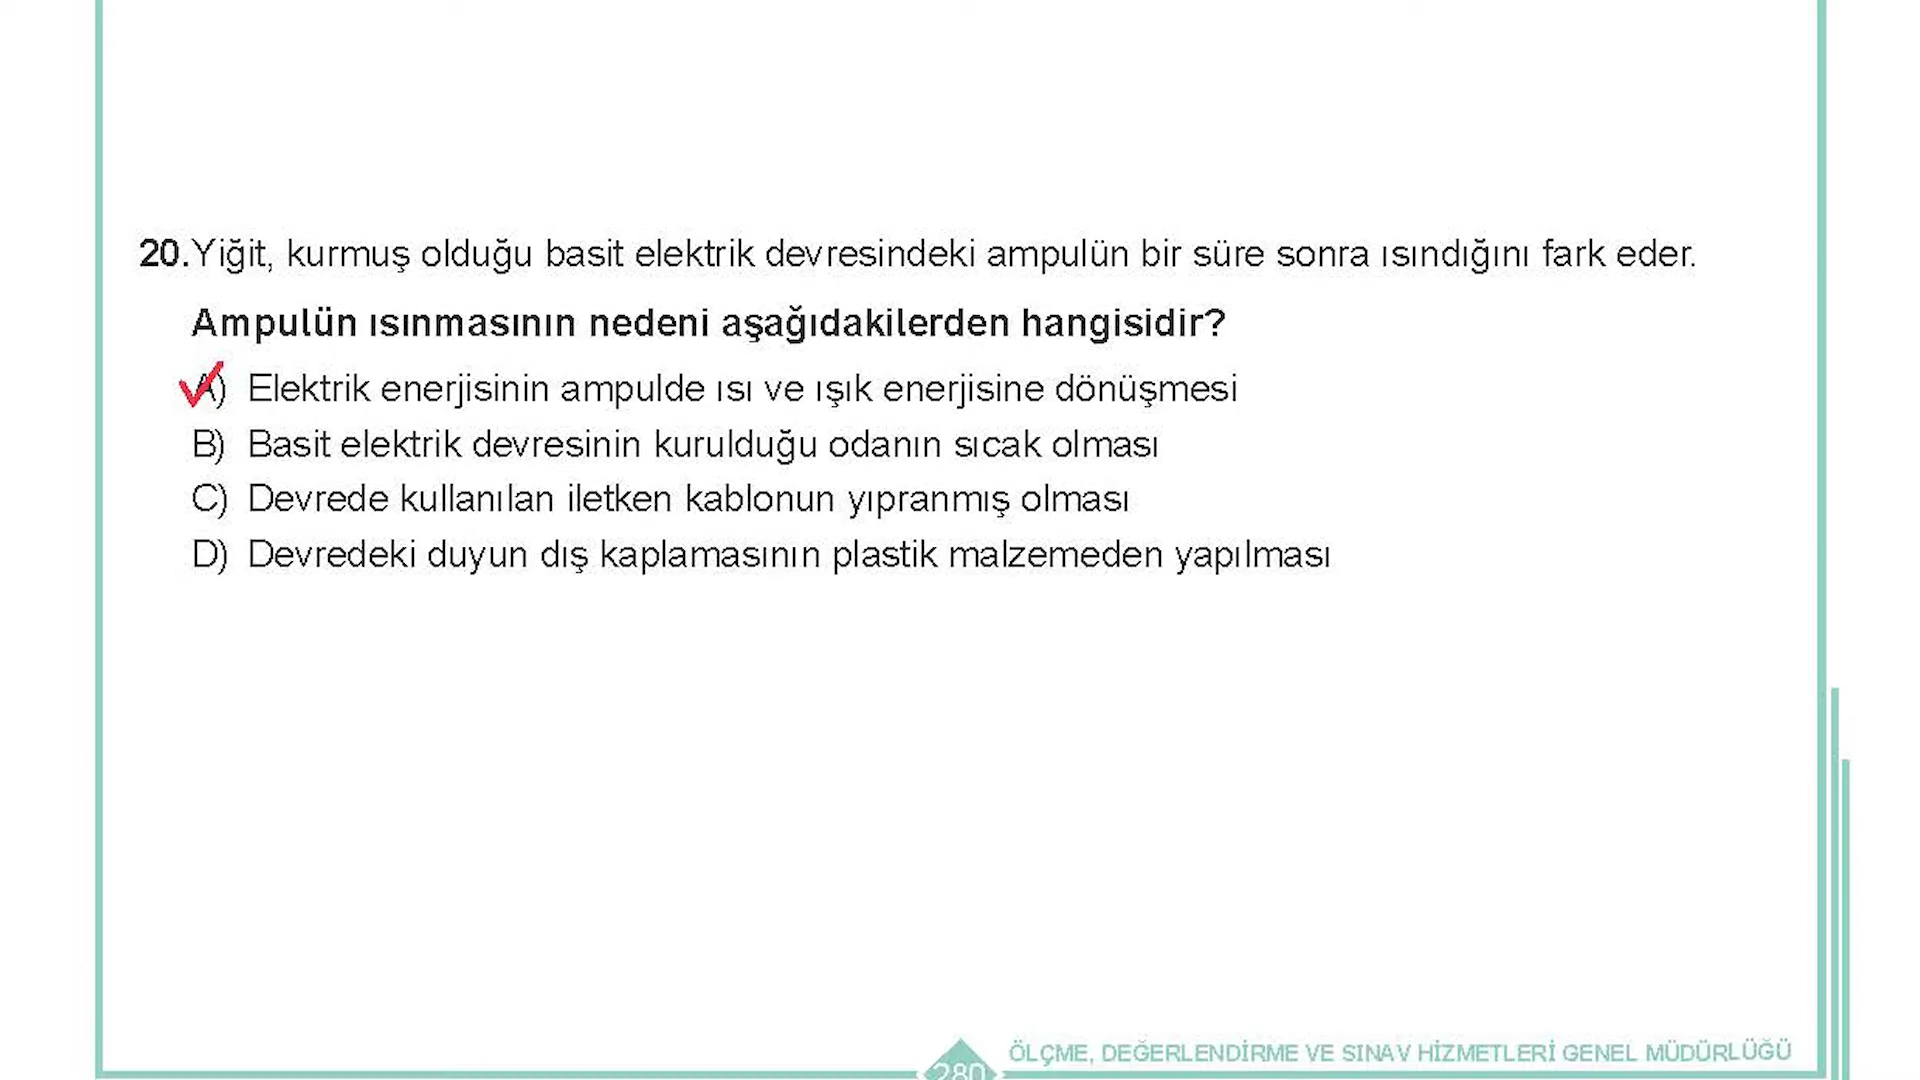 20. Yiğit, kurmuş olduğu basit elektrik devresindeki ampulün bir süre sonra ısındığını fark eder.
Ampulün ısınmasının nedeni aşağıdakilerden hangisidir?
A) Elektrik enerjisinin ampulde ısı ve ışık enerjisine dönüşmesi
B) Basit elektrik devresinin kurulduğu odanın sıcak olması
C) Devrede kullanılan iletken kablonun yıpranmış olması
D) Devredeki duyun dış kaplamasının plastik malzemeden yapılması
ÖLÇME, DEĞERLENDİRME VE SINAV HİZMETLERİ GENEL MÜDÜRLÜĞÜ
280